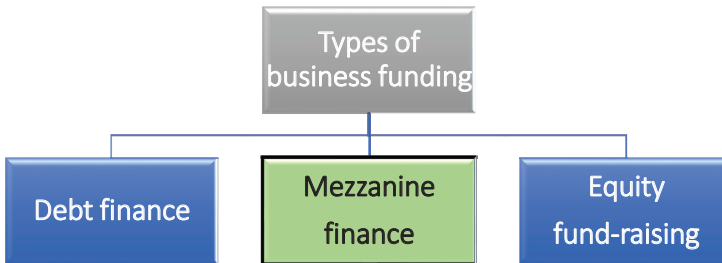 Types of
business funding
Debt finance
Mezzanine
finance
Equity
fund-raising